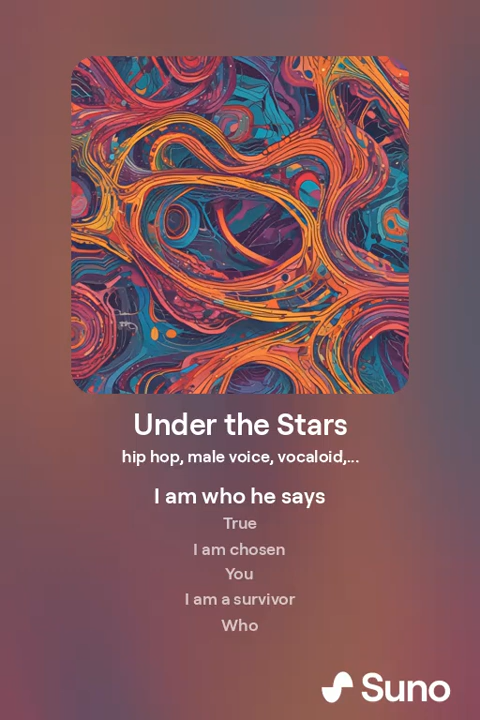 Under the Stars
hip hop, male voice, vocaloid,...
I am who he says
True
I am chosen
You
I am a survivor
Who
Suno